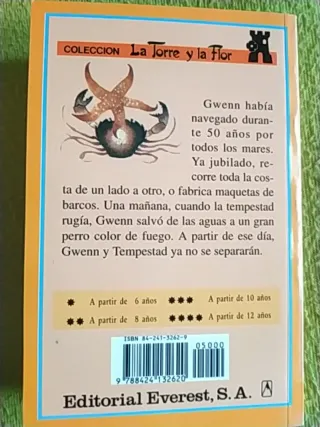 COLECCION La Torre y la Flor
Gwenn había
navegado duran-
te 50 años por
todos los mares.
Ya jubilado, re-
corre toda la cos-
ta de un lado a otro, o fabrica maquetas de
barcos. Una mañana, cuando la tempestad
rugía, Gwenn salvó de las aguas a un gran
perro color de fuego. A partir de ese día,
Gwenn y Tempestad ya no se separarán.
✹ A partir de 6 años ✹✹✹ A partir de 10 años
✹✹ A partir de 8 años ✹✹✹✹ A partir de 12 años
ISBN 84-241-3262-9
05000
9 788424 132620
Editorial Everest, S. A.